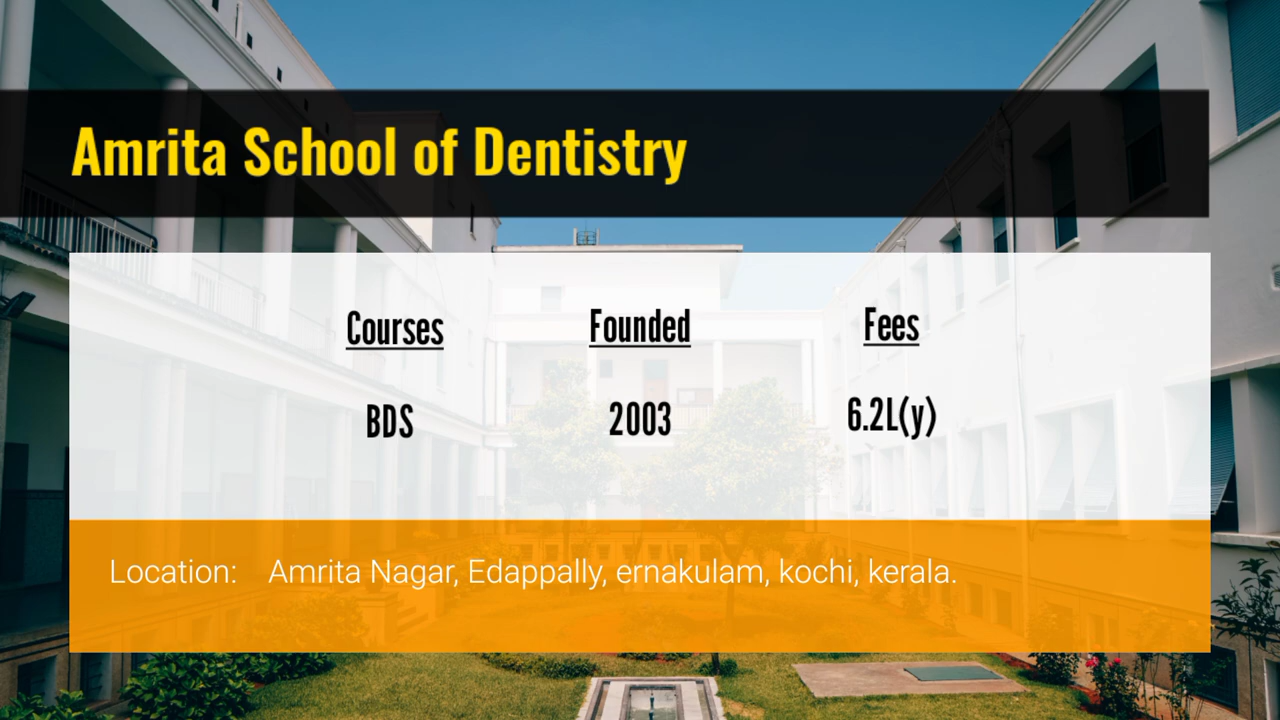 Amrita School of Dentistry
Courses Founded Fees
BDS 2003 6.2L(y)
Location: Amrita Nagar, Edappally, ernakulam, kochi, kerala.